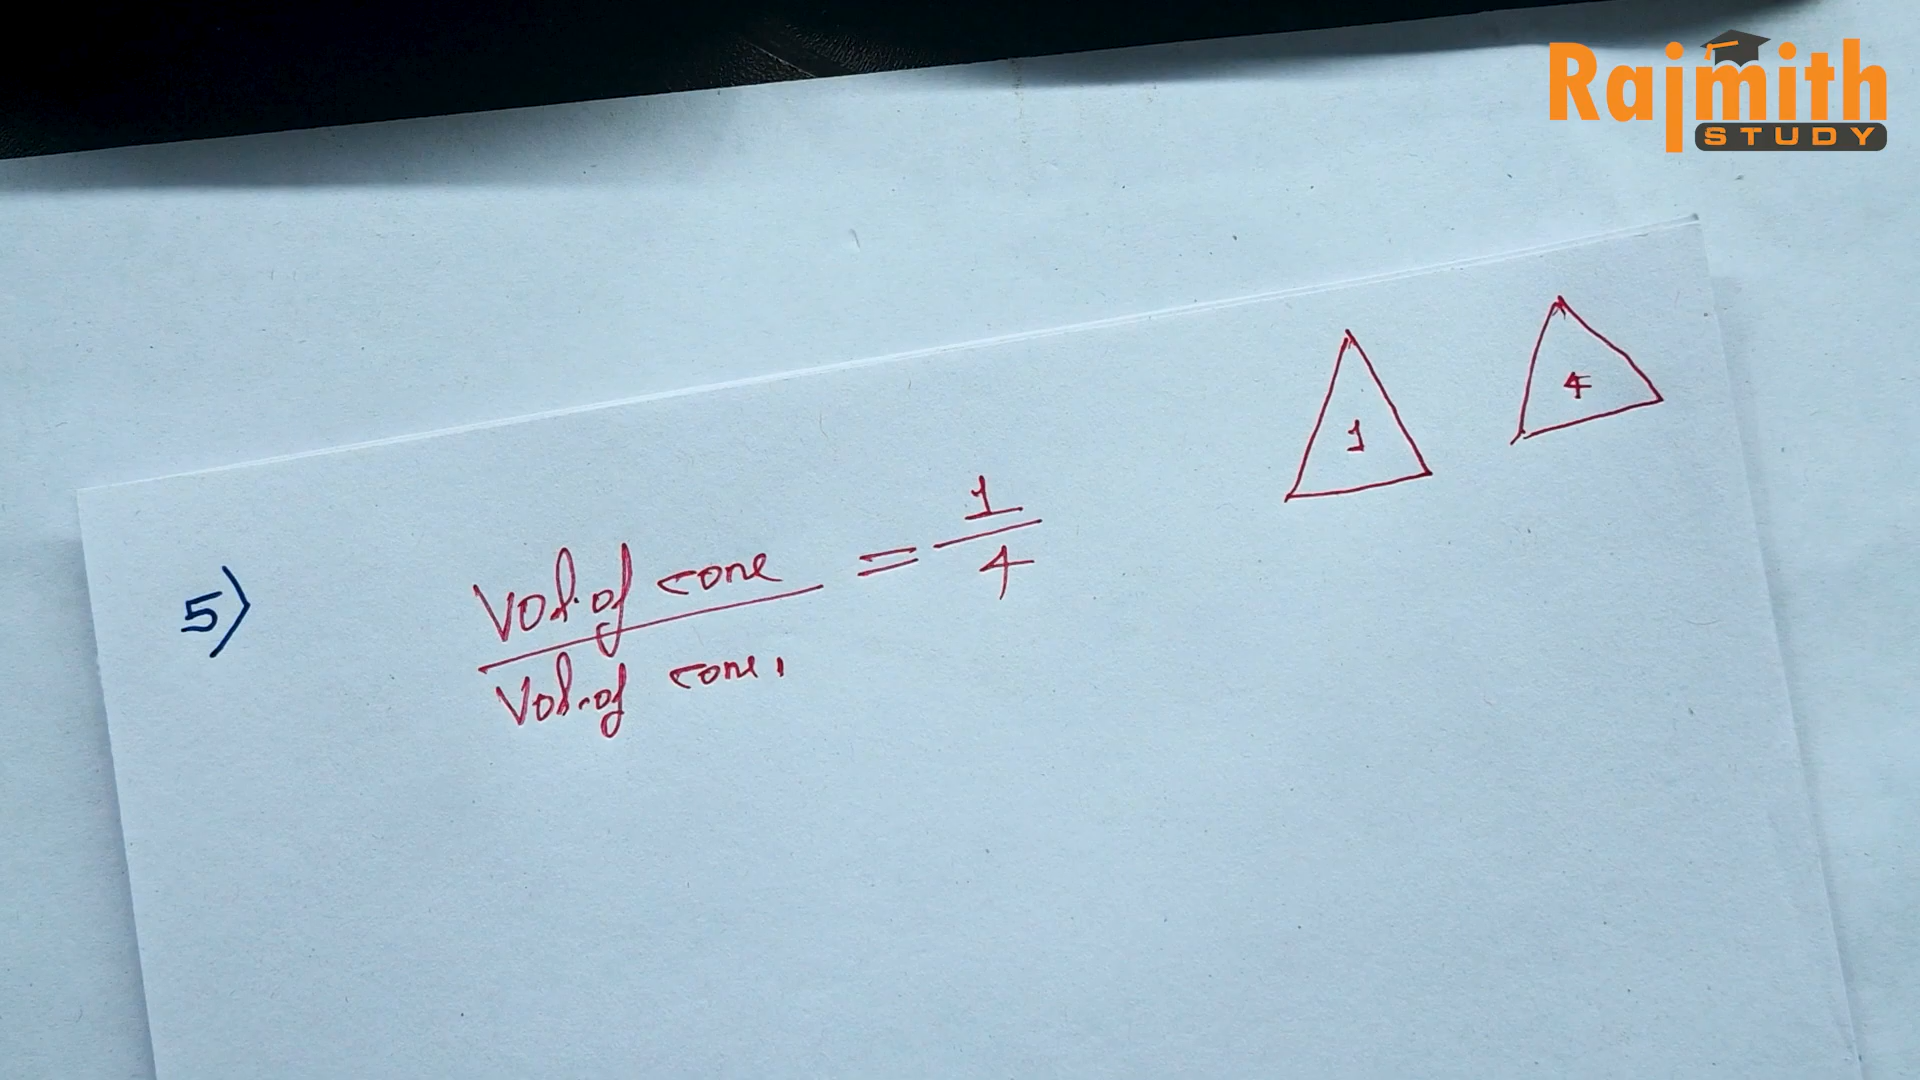 Rajmith
STUDY
1
4
5)
Vol. of cone = 1
4
Vol. of cone.